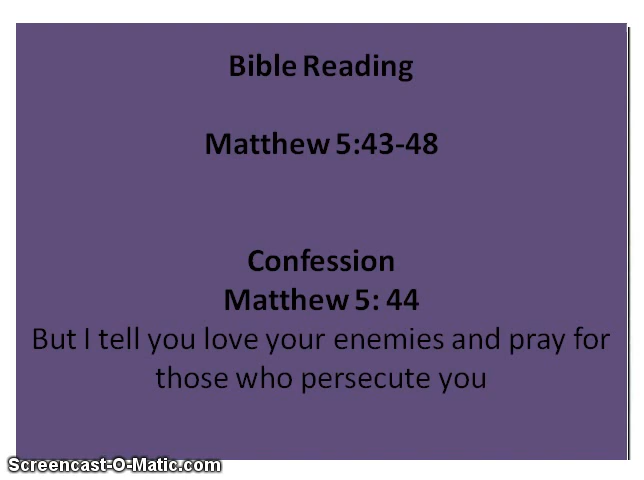 Bible Reading
Matthew 5:43-48
Confession
Matthew 5: 44
But I tell you love your enemies and pray for
those who persecute you
Screencast-O-Matic.com